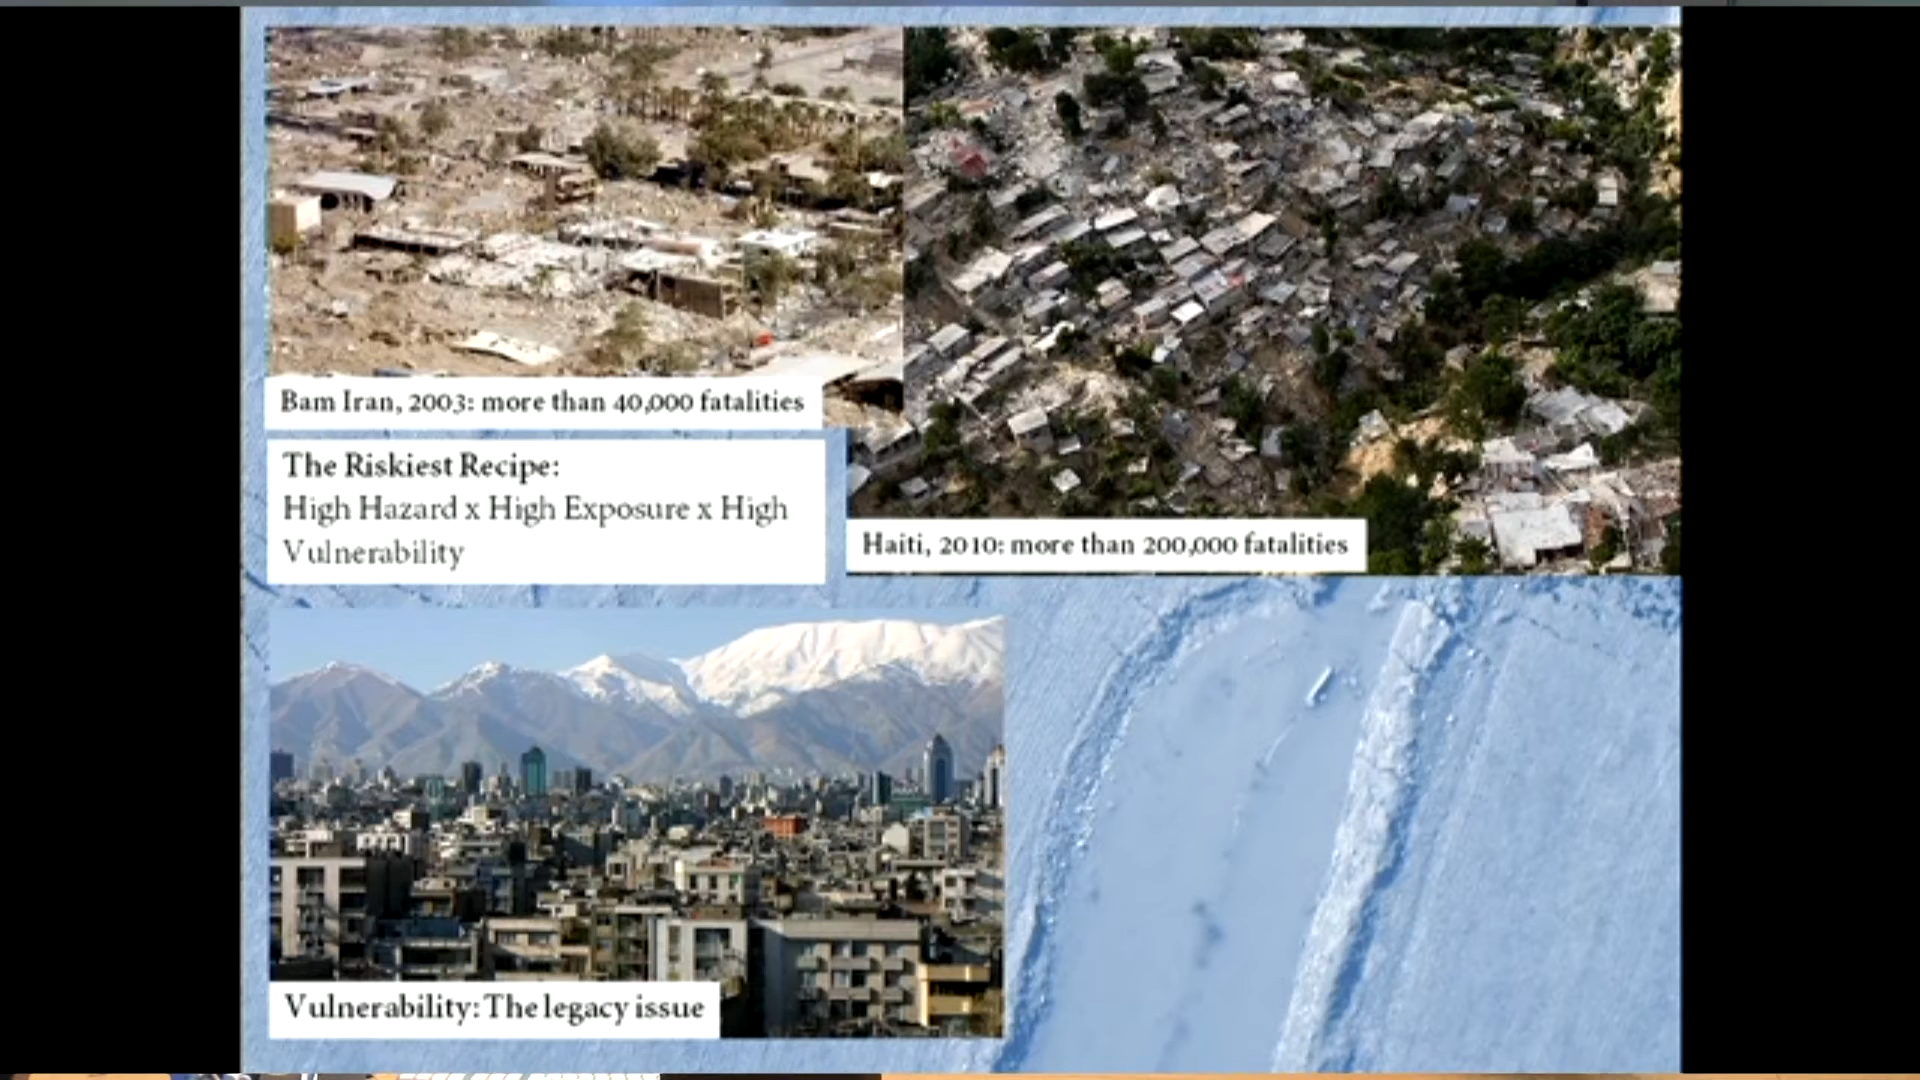 Bam Iran, 2003: more than 40,000 fatalities
The Riskiest Recipe:
High Hazard x High Exposure x High
Vulnerability
Haiti, 2010: more than 200,000 fatalities
Vulnerability: The legacy issue